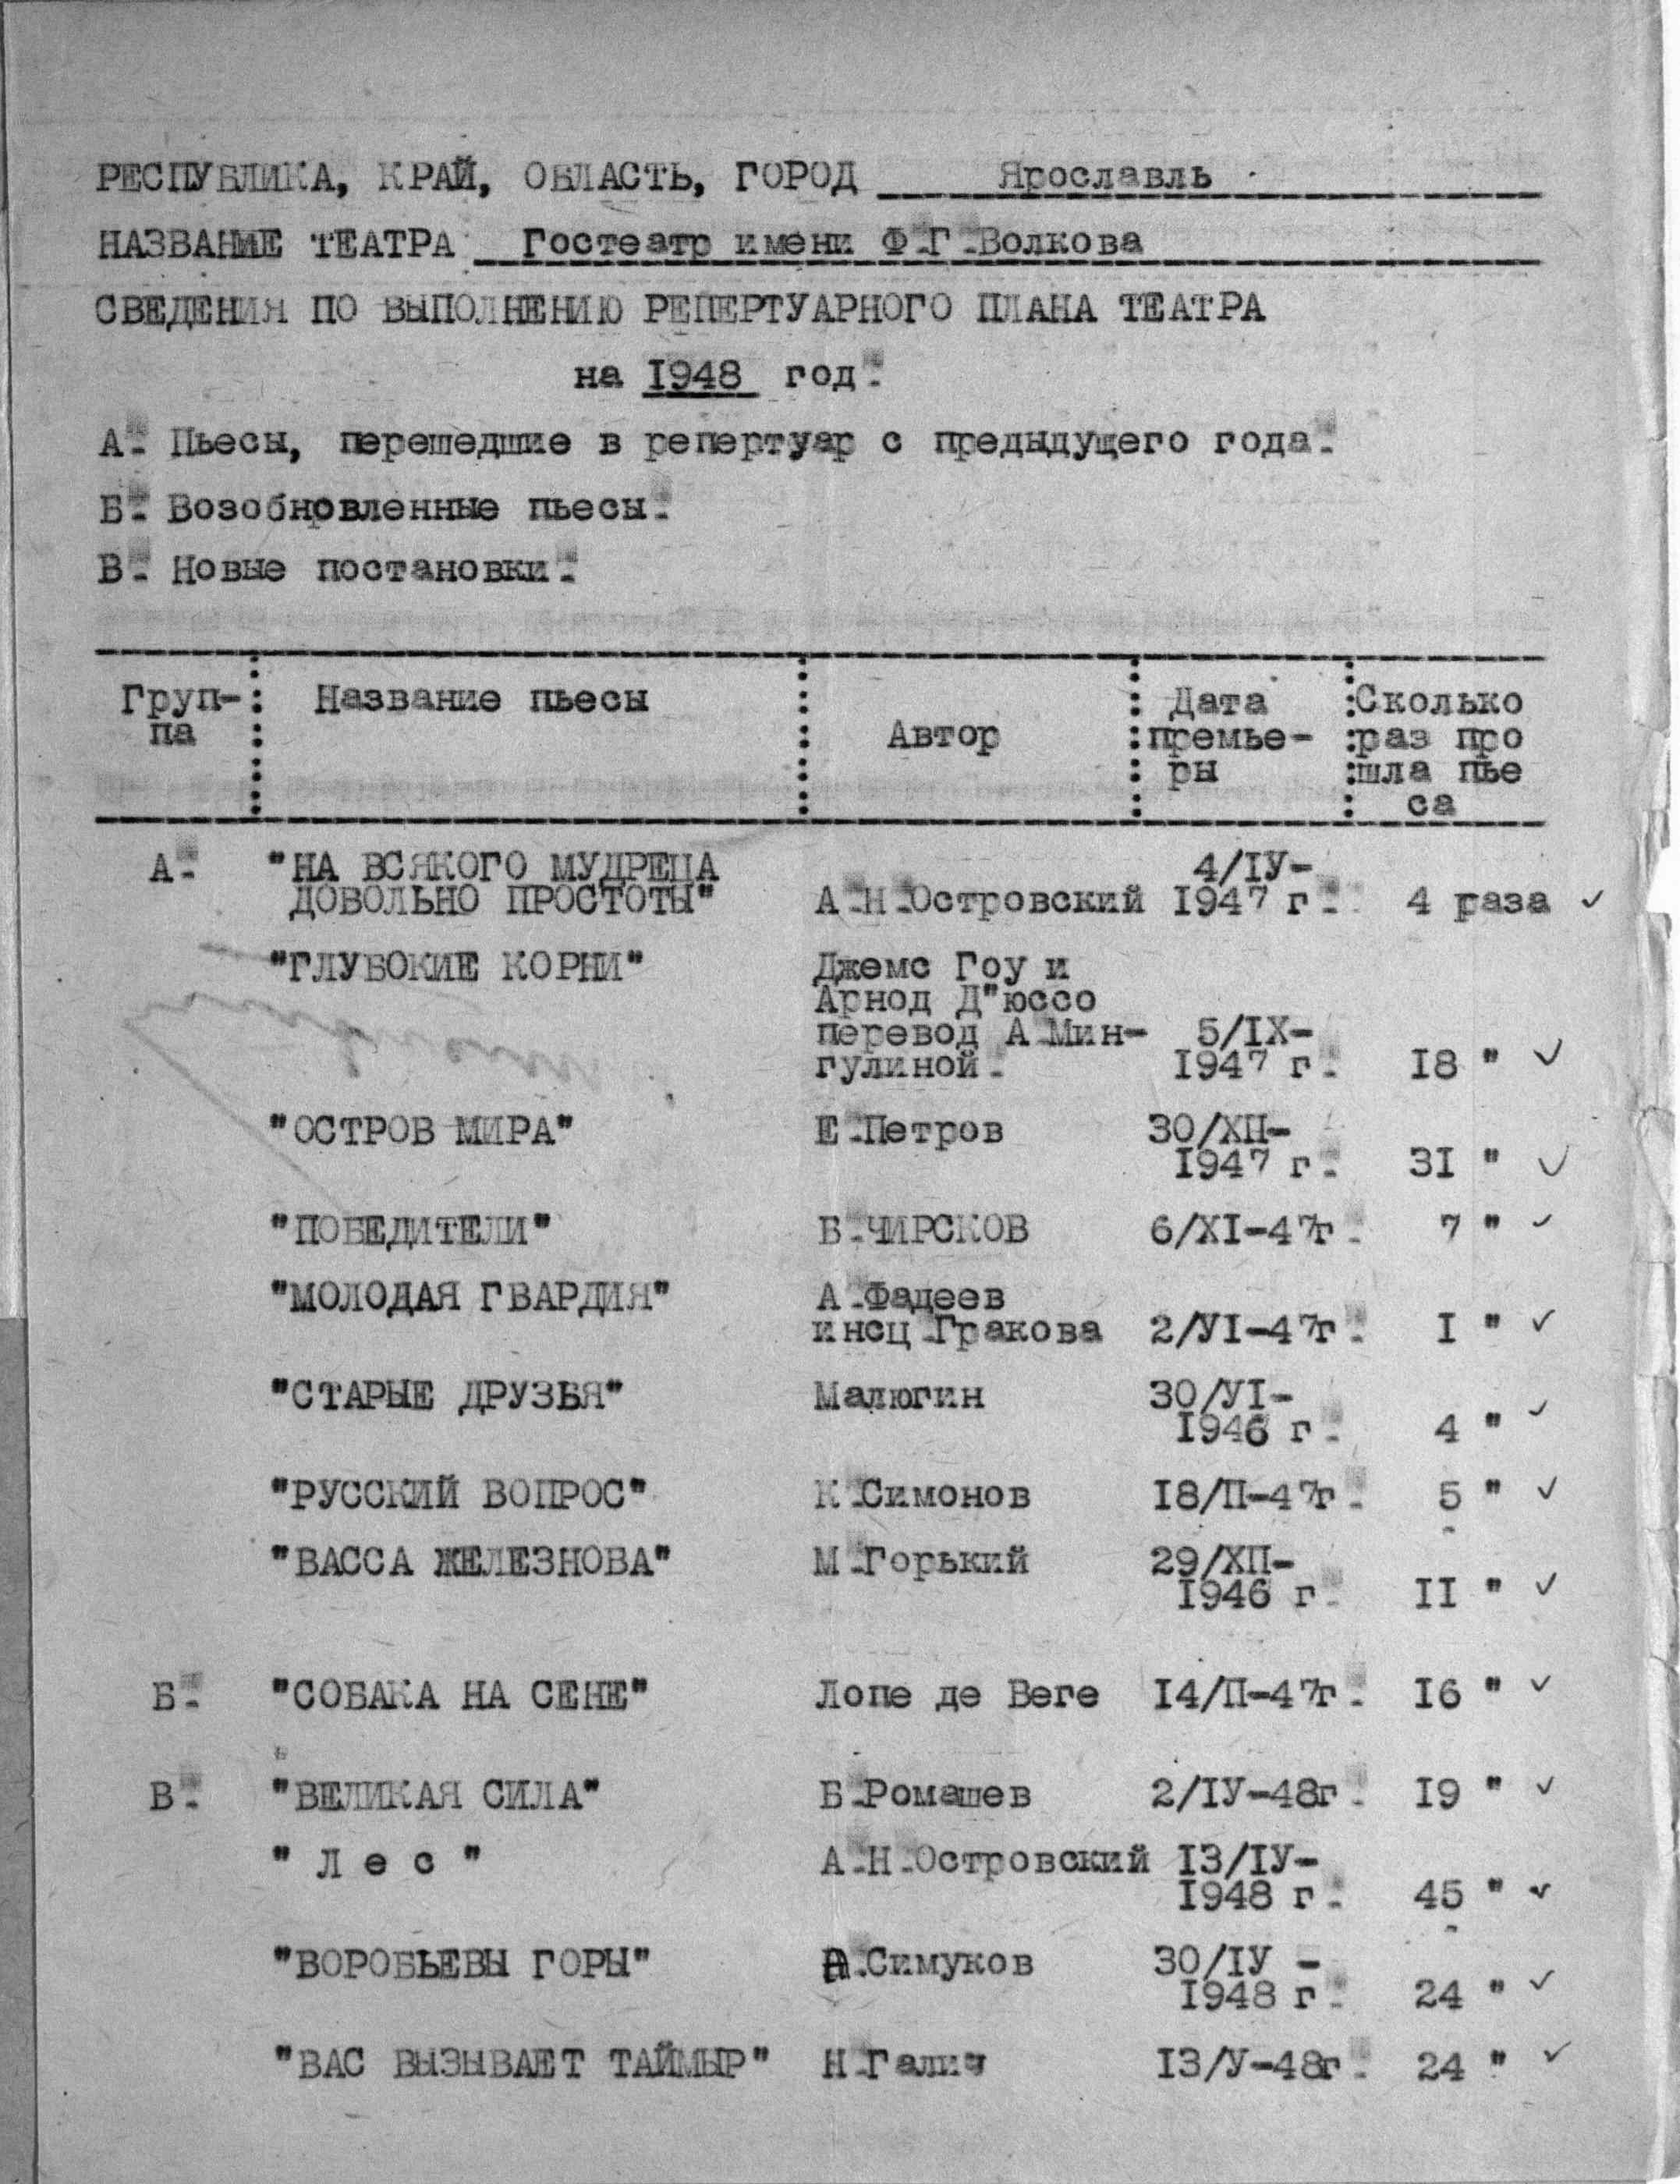 РЕСПУБЛИКА, КРАЙ, ОБЛАСТЬ, ГОРОД Ярославль
НАЗВАНИЕ ТЕАТРА Гостеатр имени Ф.Г.Волкова
СВЕДЕНИЯ ПО ВЫПОЛНЕНИЮ РЕПЕРТУАРНОГО ПЛАНА ТЕАТРА
на 1948 год.
А. Пьесы, перешедшие в репертуар с предыдущего года.
Б. Возобновленные пьесы.
В. Новые постановки.
Груп-
па
Название пьесы
Автор
Дата
премье-
ры
Сколько
раз про
шла пье
са
А. "НА ВСЯКОГО МУДРЕЦА
ДОВОЛЬНО ПРОСТОТЫ" А.Н.Островский 4/IУ-
1947 г. 4 раза ✓
"ГЛУБОКИЕ КОРНИ" Джемс Гоу и
Арнод Д"юссо
перевод А.Мин- 5/IX-
гулиной. 1947 г. 18 " ✓
"ОСТРОВ МИРА" Е.Петров 30/XII-
1947 г. 31 " ✓
"ПОБЕДИТЕЛИ" Б.ЧИРСКОВ 6/XI-47г. 7 " ✓
"МОЛОДАЯ ГВАРДИЯ" А.Фадеев
инсц.Гракова 2/УI-47г. I " ✓
"СТАРЫЕ ДРУЗЬЯ" Малюгин 30/УI-
1946 г. 4 " ✓
"РУССКИЙ ВОПРОС" К.Симонов 18/II-47г. 5 " ✓
"ВАССА ЖЕЛЕЗНОВА" М.Горький 29/XII-
1946 г. II " ✓
Б. "СОБАКА НА СЕНЕ" Лопе де Веге 14/II-47г. 16 " ✓
В. "ВЕЛИКАЯ СИЛА" Б.Ромашев 2/IУ-48г. 19 " ✓
" Л е с " А.Н.Островский 13/IУ-
1948 г. 45 " ✓
"ВОРОБЬЕВЫ ГОРЫ" А.Симуков 30/IУ -
1948 г. 24 " ✓
"ВАС ВЫЗЫВАЕТ ТАЙМЫР" Н.Галич 13/У-48г. 24 " ✓